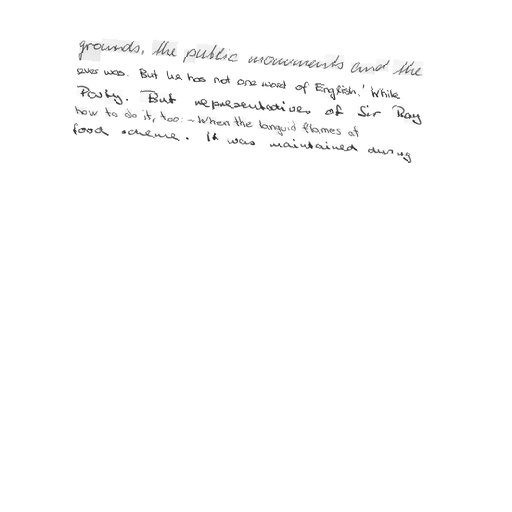 grounds, the public monuments and the
ever was. But he has not one word of English.' While
Party. But representatives of Sir Roy
how to do it, too: - When the languid flames of
food scheme. It was maintained during